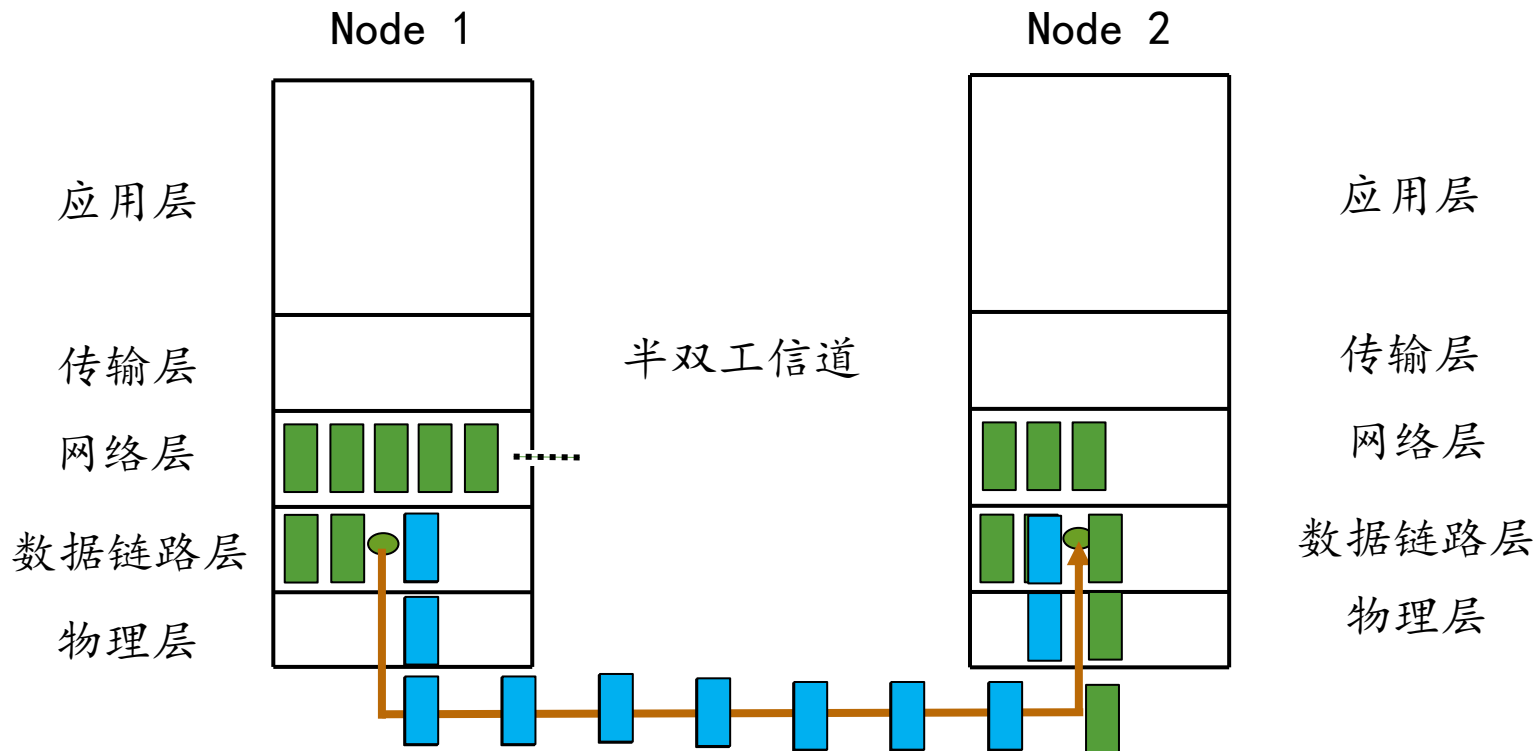 Node 1
Node 2
应用层
应用层
传输层
半双工信道
传输层
网络层
网络层
数据链路层
数据链路层
物理层
物理层